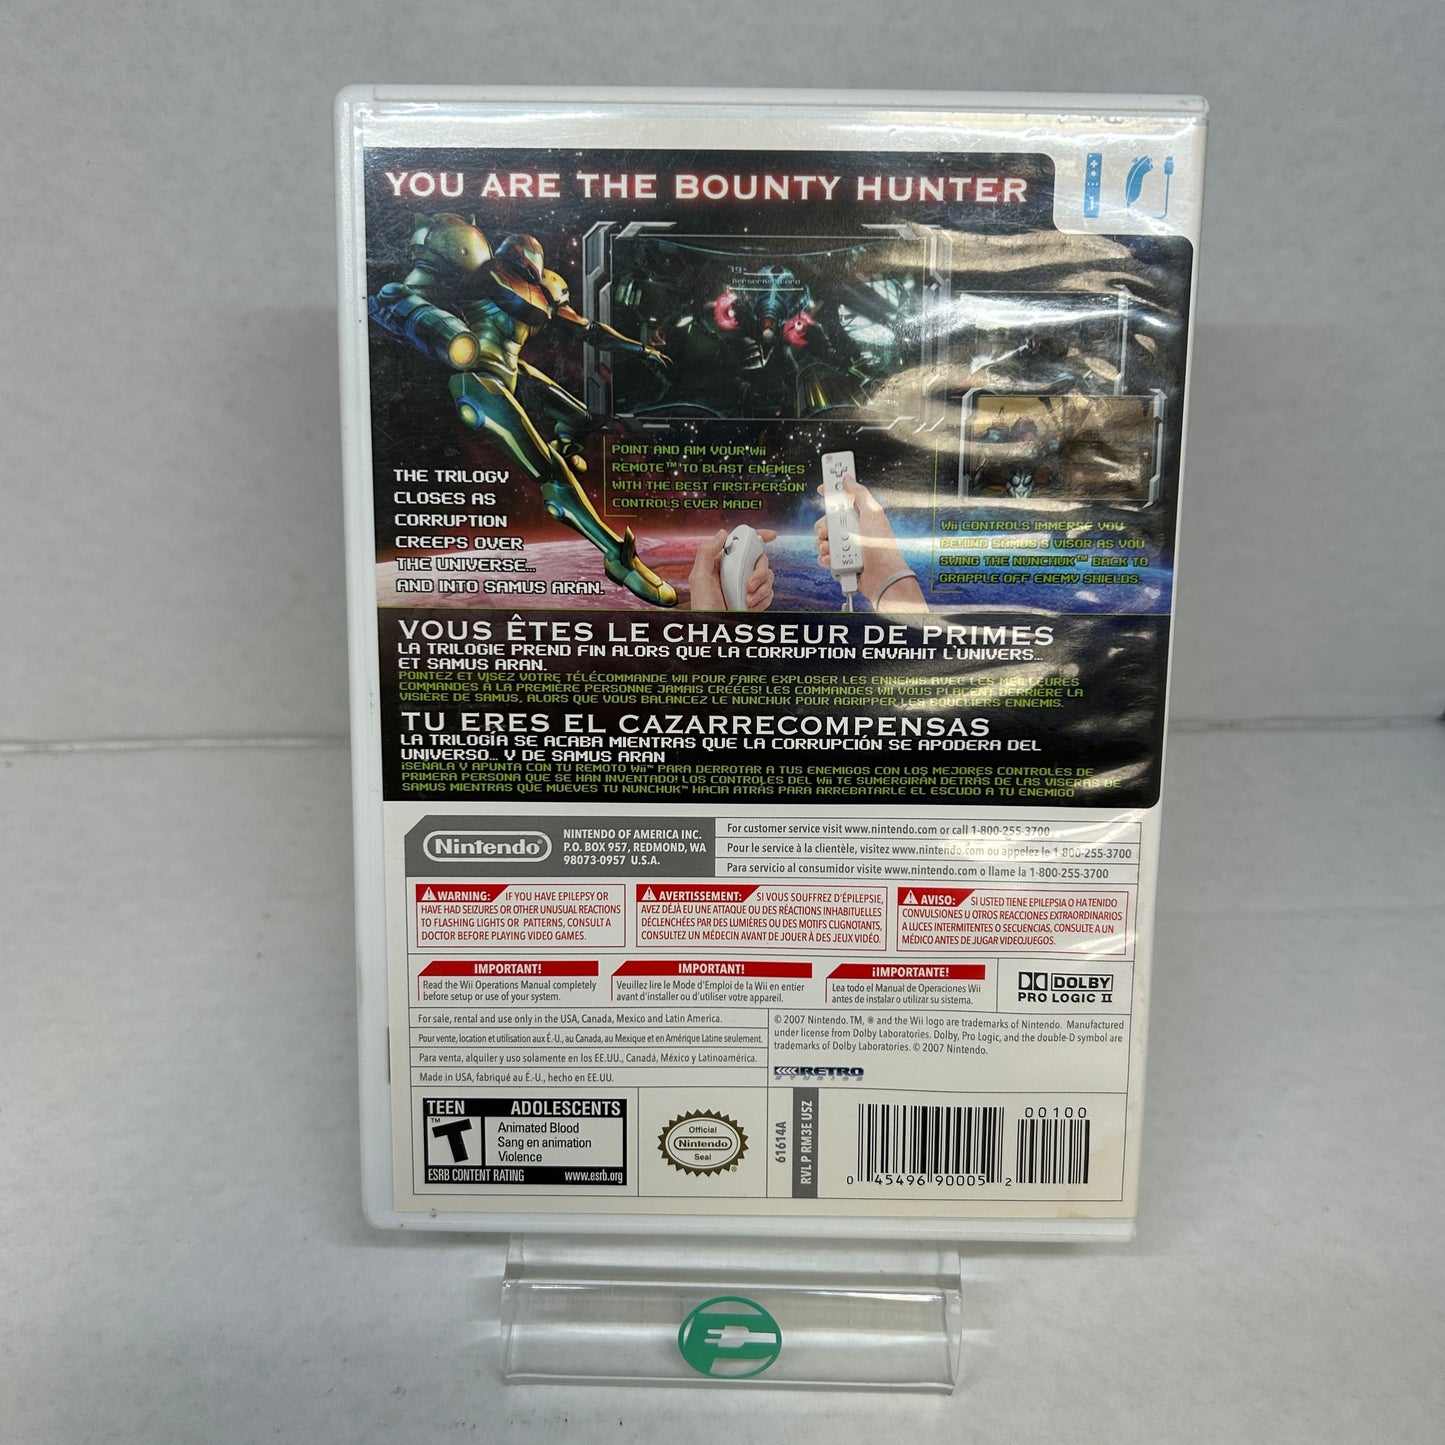 YOU ARE THE BOUNTY HUNTER
1
Berserker Lord
THE TRILOGY
CLOSES AS
CORRUPTION
CREEPS OVER
THE UNIVERSE...
AND INTO SAMUS ARAN.
POINT AND AIM YOUR Wii
REMOTE™ TO BLAST ENEMIES
WITH THE BEST FIRST-PERSON
CONTROLS EVER MADE!
Wii
Wii CONTROLS IMMERSE YOU
BEHIND SAMUS'S VISOR AS YOU
SWING THE NUNCHUK™ BACK TO
GRAPPLE OFF ENEMY SHIELDS.
VOUS ÊTES LE CHASSEUR DE PRIMES
LA TRILOGIE PREND FIN ALORS QUE LA CORRUPTION ENVAHIT L'UNIVERS...
ET SAMUS ARAN.
POINTEZ ET VISEZ VOTRE TÉLÉCOMMANDE WII POUR FAIRE EXPLOSER LES ENNEMIS AVEC LES MEILLEURES
COMMANDES À LA PREMIÈRE PERSONNE JAMAIS CRÉÉES! LES COMMANDES WII VOUS PLACENT DERRIÈRE LA
VISIÈRE DE SAMUS, ALORS QUE VOUS BALANCEZ LE NUNCHUK POUR AGRIPPER LES BOUCLIERS ENNEMIS.
TU ERES EL CAZARRECOMPENSAS
LA TRILOGÍA SE ACABA MIENTRAS QUE LA CORRUPCIÓN SE APODERA DEL
UNIVERSO... Y DE SAMUS ARAN
¡SEÑALA Y APUNTA CON TU REMOTO Wii™ PARA DERROTAR A TUS ENEMIGOS CON LOS MEJORES CONTROLES DE
PRIMERA PERSONA QUE SE HAN INVENTADO! LOS CONTROLES DEL Wii TE SUMERGIRÁN DETRÁS DE LAS VISERAS DE
SAMUS MIENTRAS QUE MUEVES TU NUNCHUK™ HACIA ATRÁS PARA ARREBATARLE EL ESCUDO A TU ENEMIGO
Nintendo®
NINTENDO OF AMERICA INC.
P.O. BOX 957, REDMOND, WA
98073-0957 U.S.A.
For customer service visit www.nintendo.com or call 1-800-255-3700
Pour le service à la clientèle, visitez www.nintendo.com ou appelez le 1-800-255-3700
Para servicio al consumidor visite www.nintendo.com o llame la 1-800-255-3700
WARNING: IF YOU HAVE EPILEPSY OR
HAVE HAD SEIZURES OR OTHER UNUSUAL REACTIONS
TO FLASHING LIGHTS OR PATTERNS, CONSULT A
DOCTOR BEFORE PLAYING VIDEO GAMES.
AVERTISSEMENT: SI VOUS SOUFFREZ D'ÉPILEPSIE,
AVEZ DÉJÀ EU UNE ATTAQUE OU DES RÉACTIONS INHABITUELLES
DÉCLENCHÉES PAR DES LUMIÈRES OU DES MOTIFS CLIGNOTANTS,
CONSULTEZ UN MÉDECIN AVANT DE JOUER À DES JEUX VIDÉO.
AVISO: SI USTED TIENE EPILEPSIA O HA TENIDO
CONVULSIONES U OTROS REACCIONES EXTRAORDINARIOS
A LUCES INTERMITENTES O SECUENCIAS, CONSULTE A UN
MÉDICO ANTES DE JUGAR VIDEOJUEGOS.
IMPORTANT!
Read the Wii Operations Manual completely
before setup or use of your system.
IMPORTANT!
Veuillez lire le Mode d'Emploi de la Wii en entier
avant d'installer ou d'utiliser votre appareil.
¡IMPORTANTE!
Lea todo el Manual de Operaciones Wii
antes de instalar o utilizar su sistema.
DOLBY
PRO LOGIC II
For sale, rental and use only in the USA, Canada, Mexico and Latin America.
Pour vente, location et utilisation aux É.-U., au Canada, au Mexique et en Amérique Latine seulement.
Para venta, alquiler y uso solamente en los EE.UU., Canadá, México y Latinoamérica.
Made in USA, fabriqué au É.-U., hecho en EE.UU.
© 2007 Nintendo. TM, ® and the Wii logo are trademarks of Nintendo. Manufactured
under license from Dolby Laboratories. Dolby, Pro Logic, and the double-D symbol are
trademarks of Dolby Laboratories. © 2007 Nintendo.
RETRO
STUDIOS
TEEN ADOLESCENTS
T
™
Animated Blood
Sang en animation
Violence
ESRB CONTENT RATING www.esrb.org
Official
Nintendo
Seal
61614A
RVL P RM3E USZ
00100
0 45496 90005 2